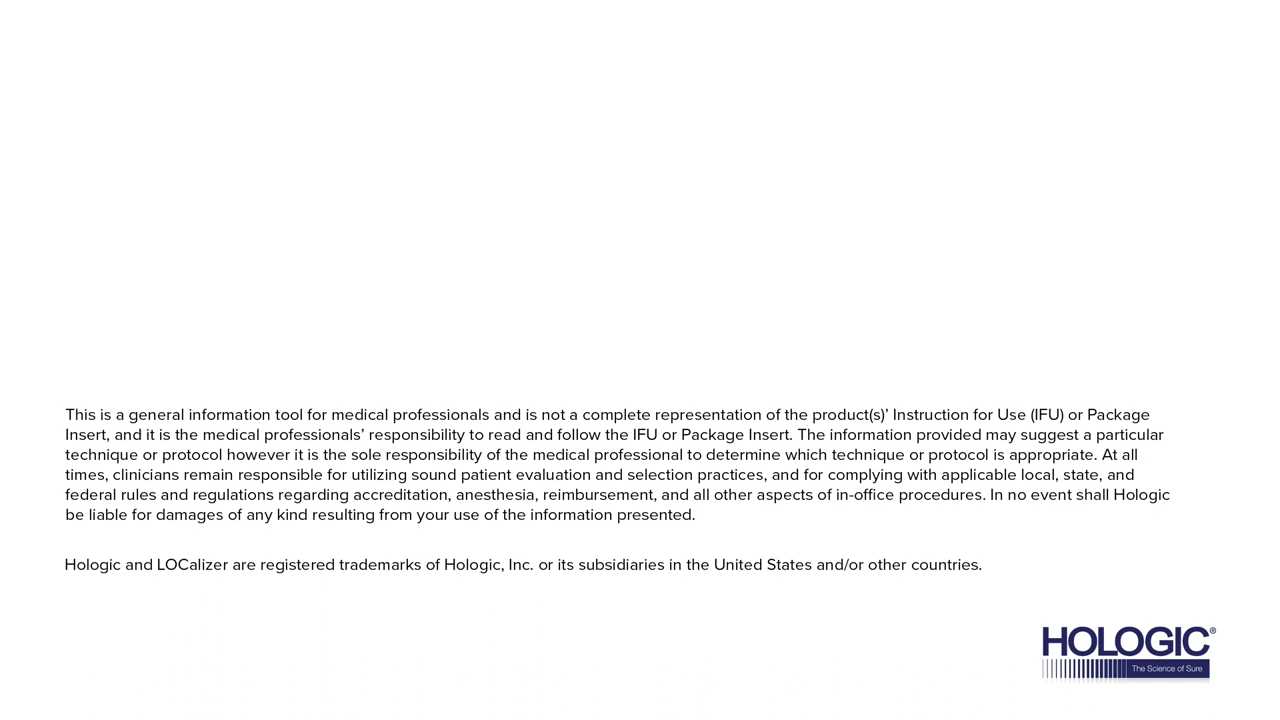 This is a general information tool for medical professionals and is not a complete representation of the product(s)’ Instruction for Use (IFU) or Package
Insert, and it is the medical professionals’ responsibility to read and follow the IFU or Package Insert. The information provided may suggest a particular
technique or protocol however it is the sole responsibility of the medical professional to determine which technique or protocol is appropriate. At all
times, clinicians remain responsible for utilizing sound patient evaluation and selection practices, and for complying with applicable local, state, and
federal rules and regulations regarding accreditation, anesthesia, reimbursement, and all other aspects of in-office procedures. In no event shall Hologic
be liable for damages of any kind resulting from your use of the information presented.
Hologic and LOCalizer are registered trademarks of Hologic, Inc. or its subsidiaries in the United States and/or other countries.
HOLOGIC®
The Science of Sure